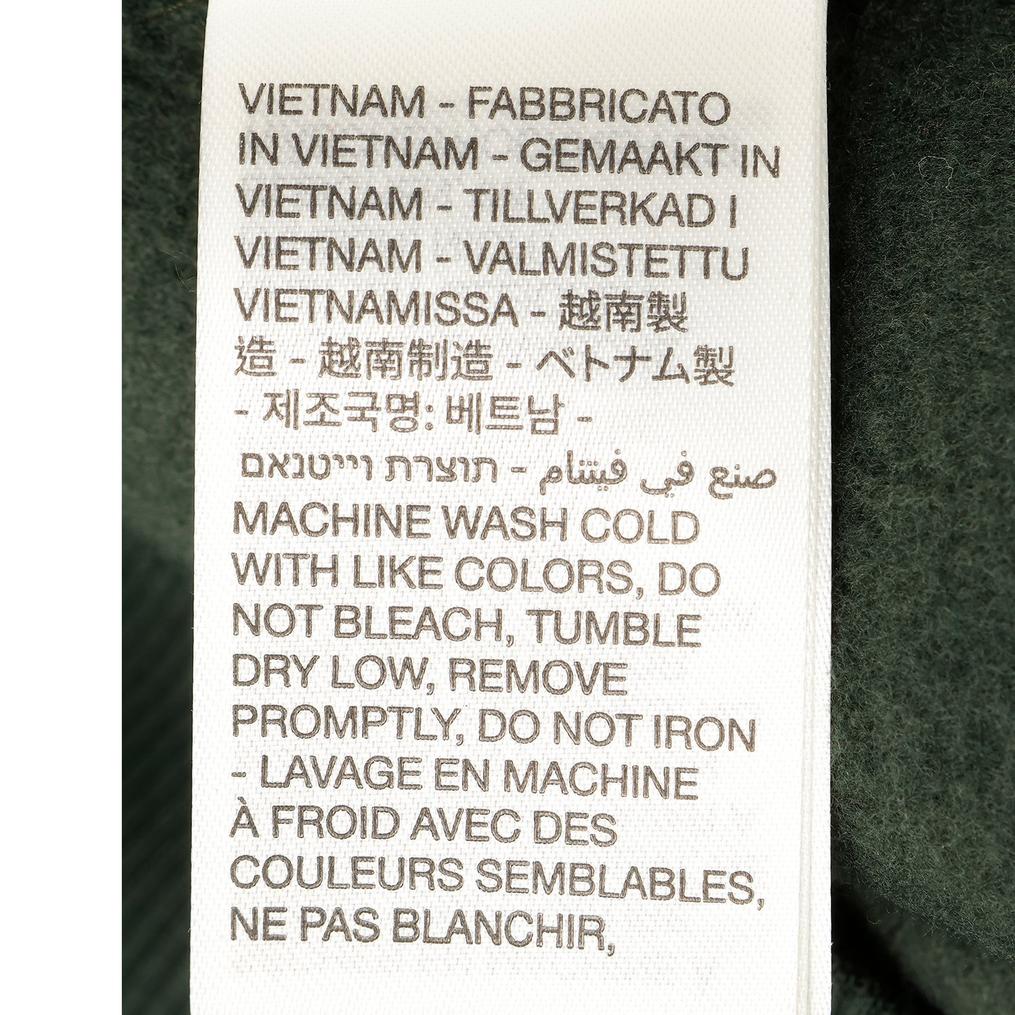 VIETNAM - FABBRICATO
IN VIETNAM - GEMAAKT IN
VIETNAM - TILLVERKAD I
VIETNAM - VALMISTETTU
VIETNAMISSA - 越南製
造 - 越南制造 - ベトナム製
- 제조국명: 베트남 -
صنع في فيتنام - תוצרת וייטנאם
MACHINE WASH COLD
WITH LIKE COLORS, DO
NOT BLEACH, TUMBLE
DRY LOW, REMOVE
PROMPTLY, DO NOT IRON
- LAVAGE EN MACHINE
À FROID AVEC DES
COULEURS SEMBLABLES,
NE PAS BLANCHIR,